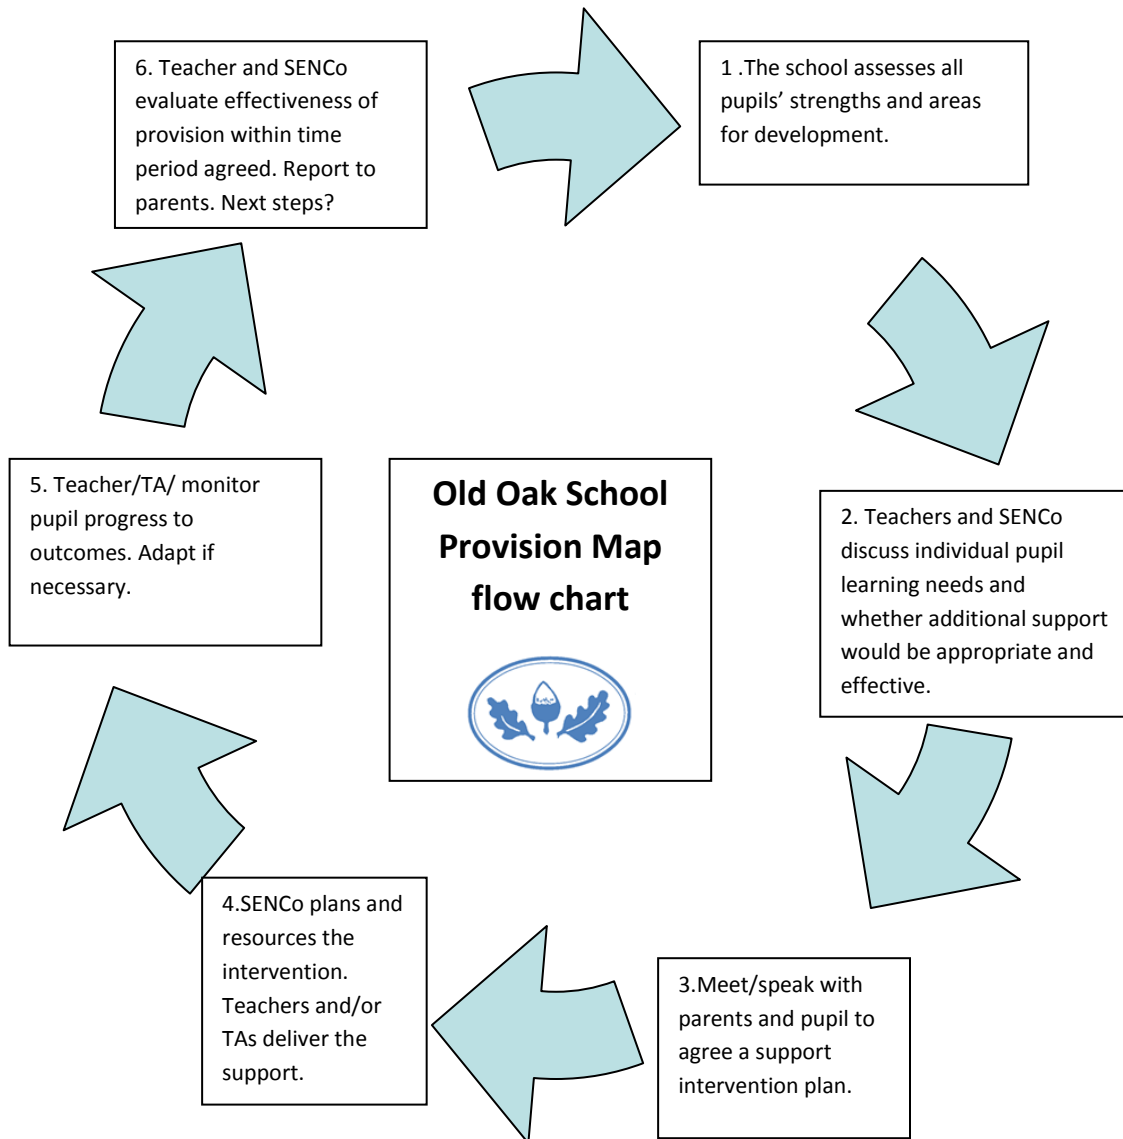 Old Oak School
Provision Map
flow chart
1 .The school assesses all
pupils’ strengths and areas
for development.
2. Teachers and SENCo
discuss individual pupil
learning needs and
whether additional support
would be appropriate and
effective.
3.Meet/speak with
parents and pupil to
agree a support
intervention plan.
4.SENCo plans and
resources the
intervention.
Teachers and/or
TAs deliver the
support.
5. Teacher/TA/ monitor
pupil progress to
outcomes. Adapt if
necessary.
6. Teacher and SENCo
evaluate effectiveness of
provision within time
period agreed. Report to
parents. Next steps?